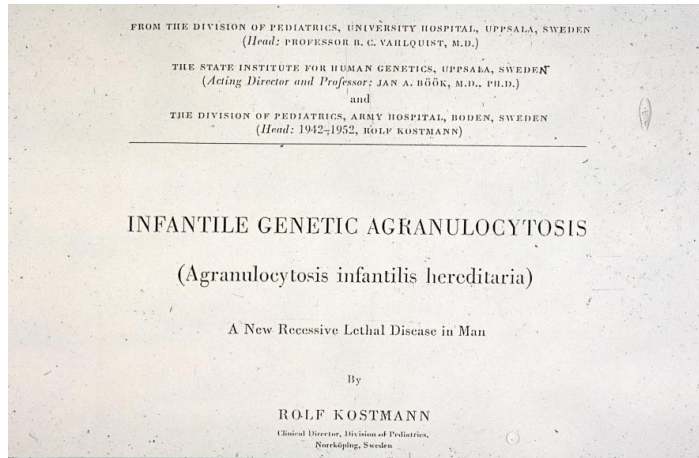 FROM THE DIVISION OF PEDIATRICS, UNIVERSITY HOSPITAL, UPPSALA, SWEDEN
(Head: PROFESSOR B. C. VAHLQUIST, M.D.)
THE STATE INSTITUTE FOR HUMAN GENETICS, UPPSALA, SWEDEN
(Acting Director and Professor: JAN A. BÖÖK, M.D., PH.D.)
and
THE DIVISION OF PEDIATRICS, ARMY HOSPITAL, BODEN, SWEDEN
(Head: 1942–1952, ROLF KOSTMANN)
INFANTILE GENETIC AGRANULOCYTOSIS
(Agranulocytosis infantilis hereditaria)
A New Recessive Lethal Disease in Man
By
ROLF KOSTMANN
Clinical Director, Division of Pediatrics,
Norrköping, Sweden